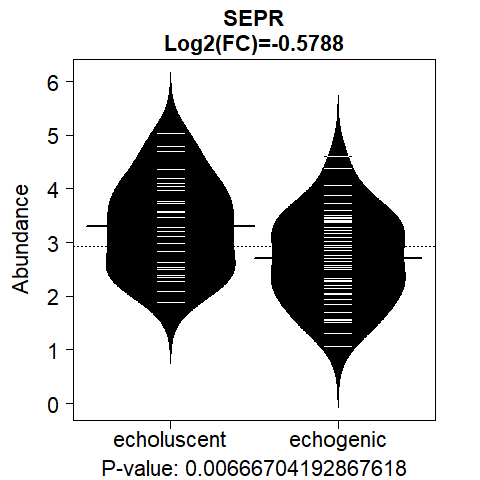 SEPR
Log2(FC)=-0.5788
Abundance
6
5
4
3
2
1
0
echoluscent echogenic
P-value: 0.00666704192867618